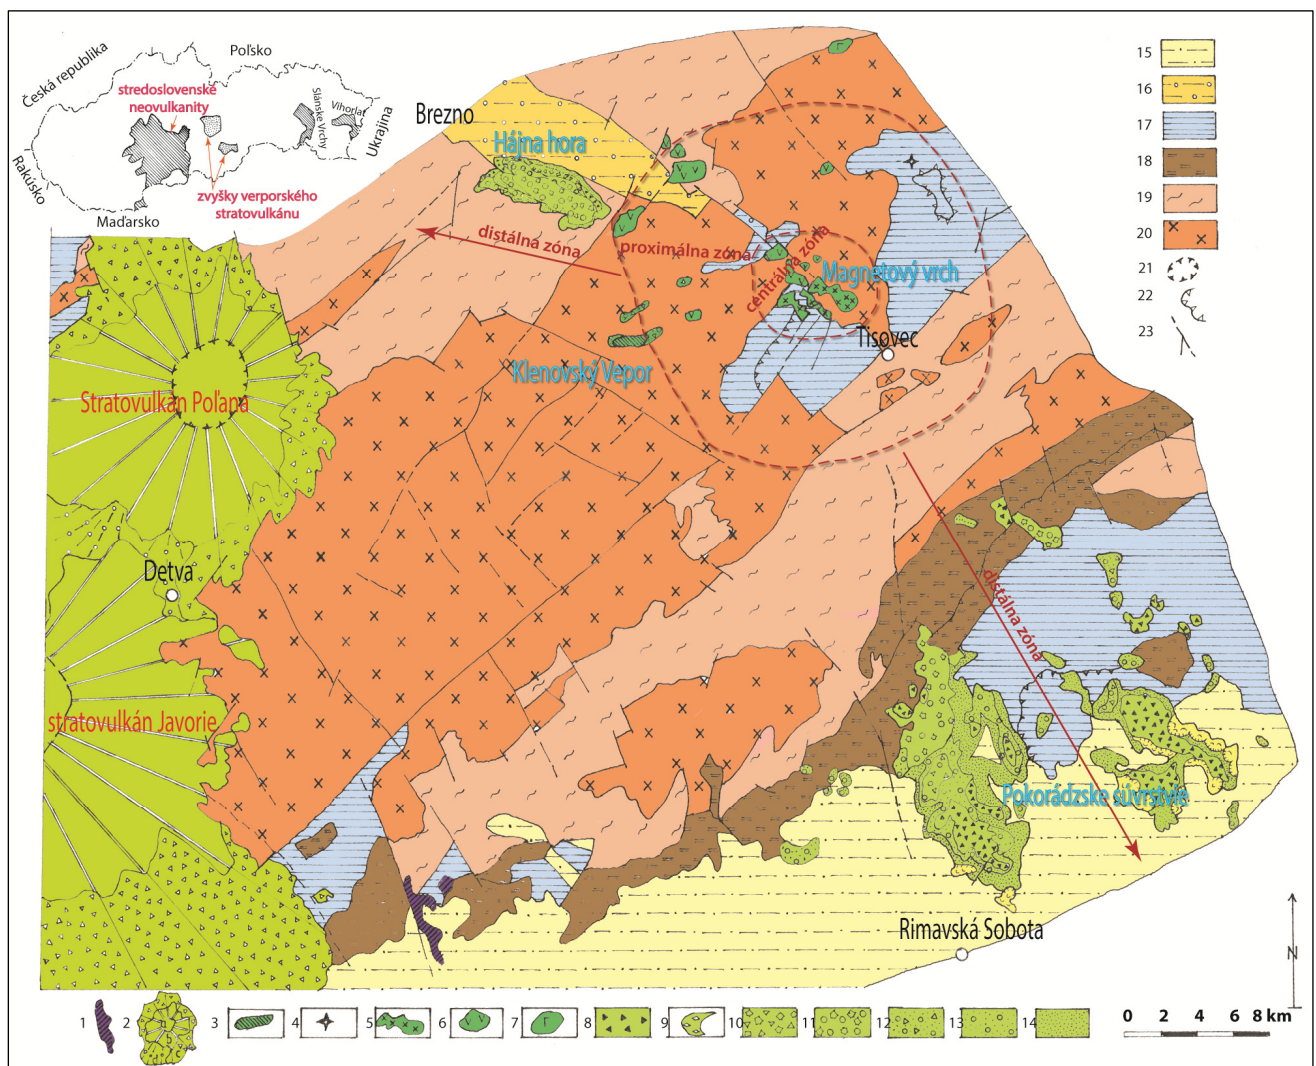 Česká republika
Poľsko
stredoslovenské
neovulkanity
Slánske Vrchy
Vihorlat
Ukrajina
Rakúsko
zvyšky verporského
stratovulkánu
Maďarsko
Brezno
Hájna hora
distálna zóna
proximálna zóna
centrálna zóna
Magnetový vrch
Tisovec
Klenovský Vepor
Stratovulkán Poľana
Detva
stratovulkán Javorie
distálna zóna
Pokorádzske súvrstvie
Rimavská Sobota
15
16
17
18
19
20
21
22
23
N
1 2 3 4 5 6 7 8 9 10 11 12 13 14
0 2 4 6 8 km